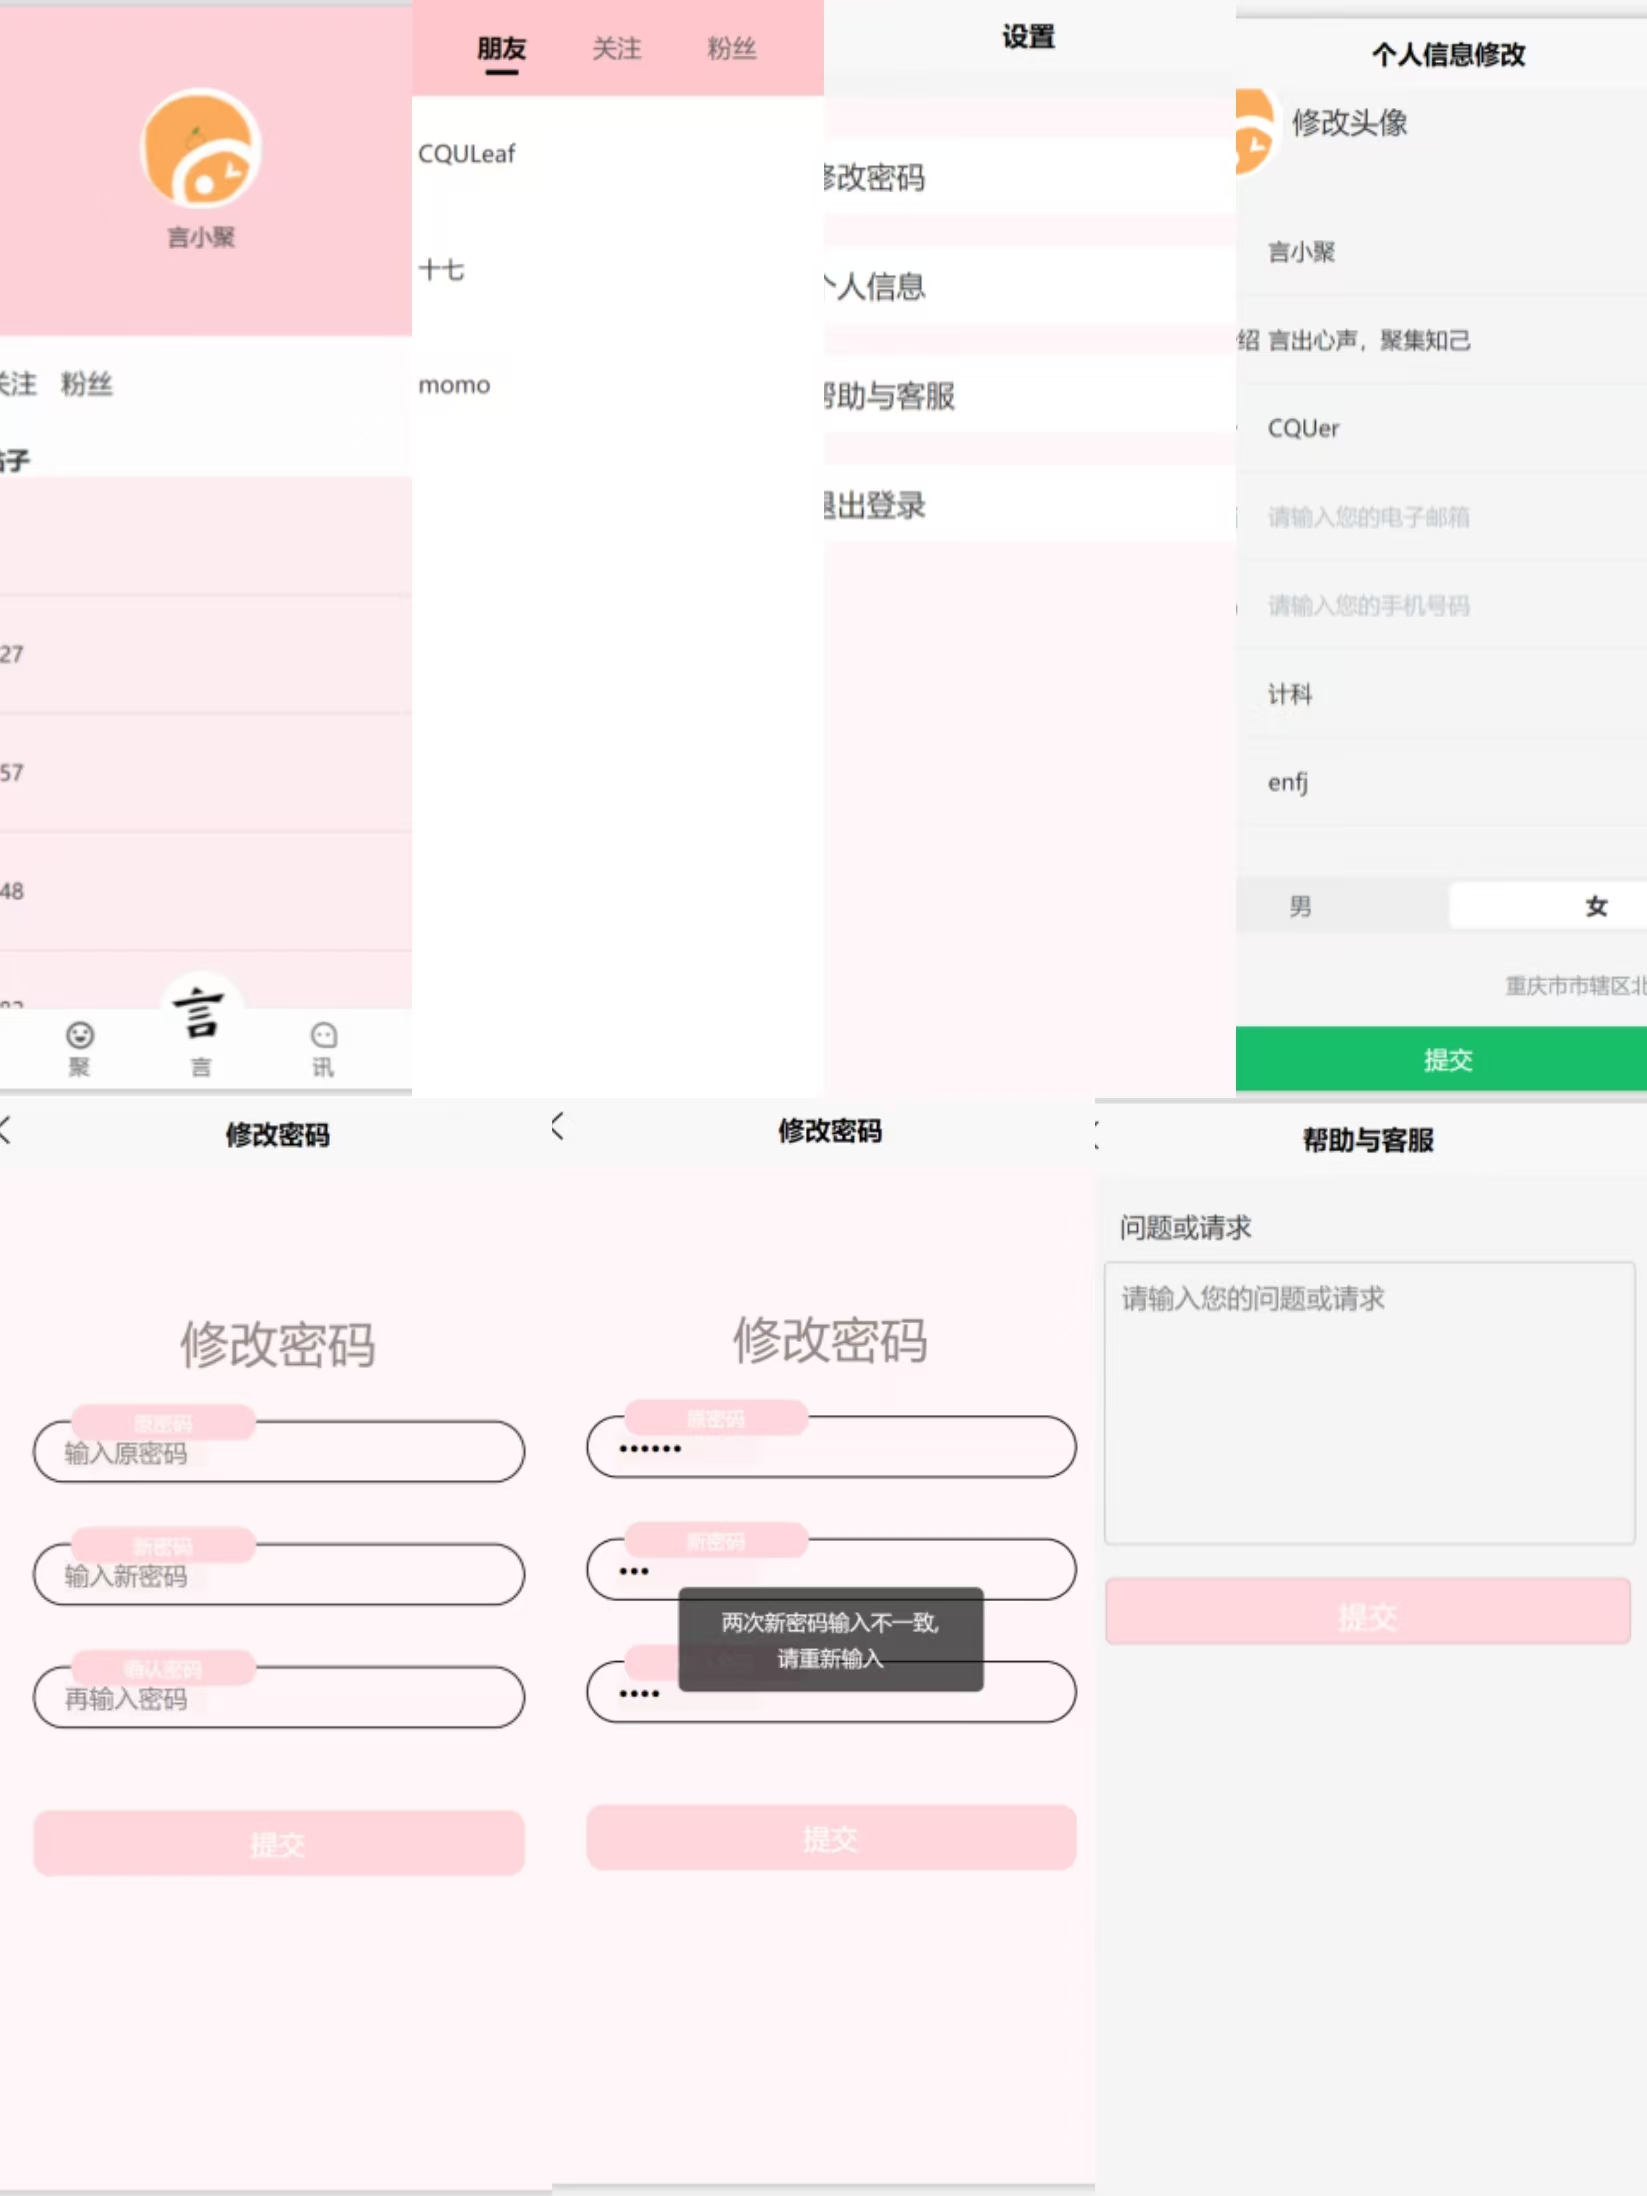 言小聚
关注 粉丝
帖子
27
57
48
聚
言
言
讯
朋友 关注 粉丝
CQULeaf
十七
momo
设置
修改密码
个人信息
帮助与客服
退出登录
个人信息修改
修改头像
言小聚
绍 言出心声，聚集知己
CQUer
请输入您的电子邮箱
请输入您的手机号码
计科
enfj
男 女
重庆市市辖区北
提交
修改密码
修改密码
原密码
输入原密码
新密码
输入新密码
确认密码
再输入密码
提交
修改密码
修改密码
原密码
••••••
新密码
•••
两次新密码输入不一致,
请重新输入
••••
提交
帮助与客服
问题或请求
请输入您的问题或请求
提交